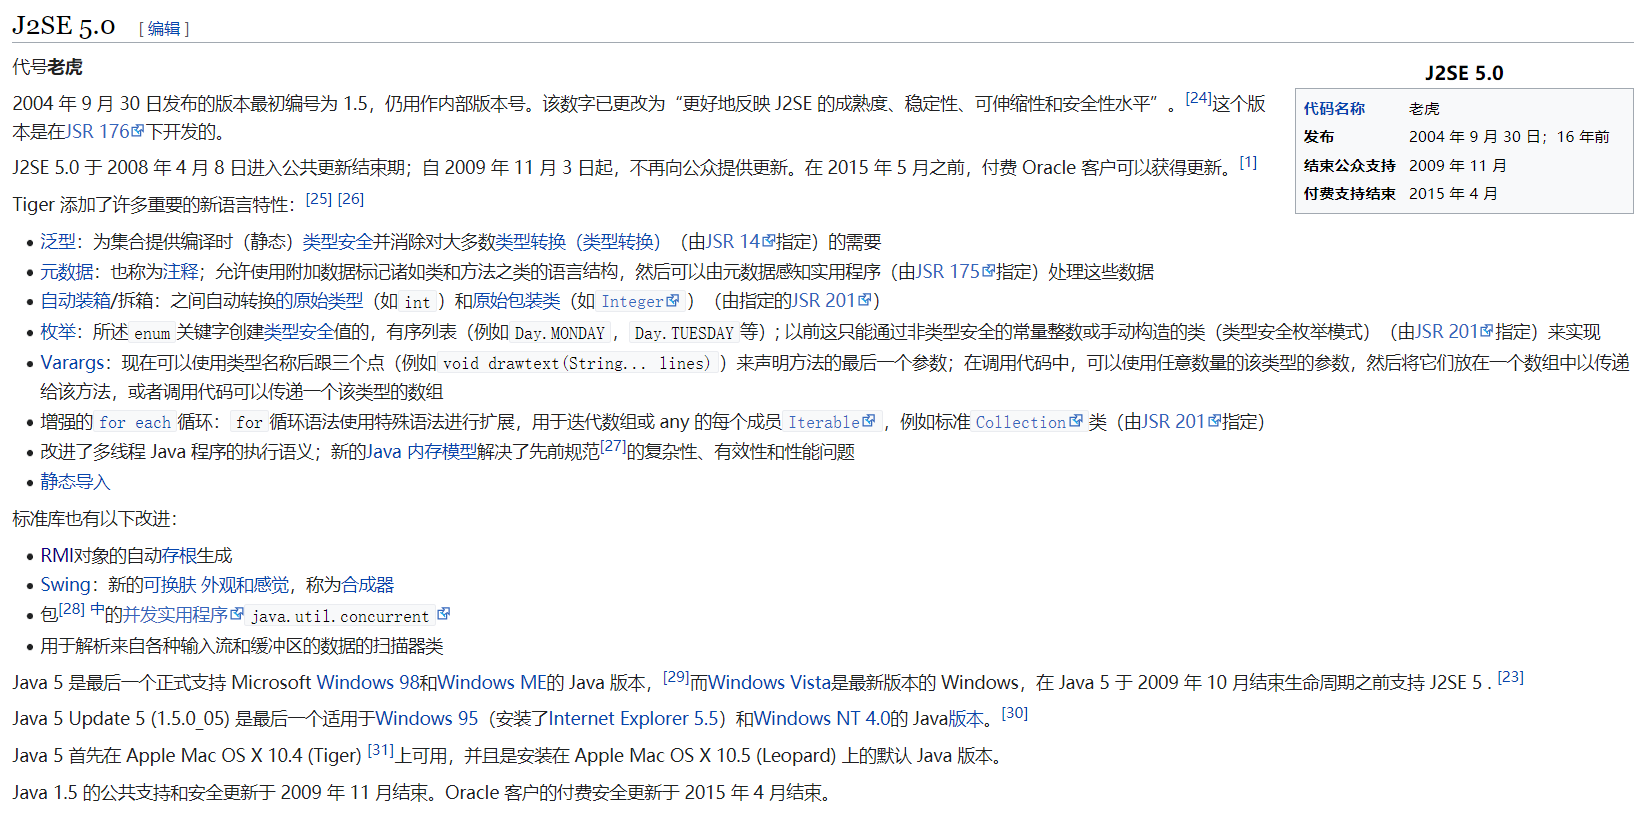 J2SE 5.0 [ 编辑 ]
代号老虎
2004 年 9 月 30 日发布的版本最初编号为 1.5，仍用作内部版本号。该数字已更改为“更好地反映 J2SE 的成熟度、稳定性、可伸缩性和安全性水平”。[24]这个版
本是在JSR 176下开发的。
J2SE 5.0 于 2008 年 4 月 8 日进入公共更新结束期；自 2009 年 11 月 3 日起，不再向公众提供更新。在 2015 年 5 月之前，付费 Oracle 客户可以获得更新。[1]
Tiger 添加了许多重要的新语言特性：[25] [26]
J2SE 5.0
代码名称 老虎
发布 2004 年 9 月 30 日；16 年前
结束公众支持 2009 年 11 月
付费支持结束 2015 年 4 月
• 泛型：为集合提供编译时（静态）类型安全并消除对大多数类型转换（类型转换）（由JSR 14指定）的需要
• 元数据：也称为注释；允许使用附加数据标记诸如类和方法之类的语言结构，然后可以由元数据感知实用程序（由JSR 175指定）处理这些数据
• 自动装箱/拆箱：之间自动转换的原始类型（如 int ）和原始包装类（如 Integer ）（由指定的JSR 201）
• 枚举：所述 enum 关键字创建类型安全值的，有序列表（例如 Day.MONDAY ， Day.TUESDAY 等）; 以前这只能通过非类型安全的常量整数或手动构造的类（类型安全枚举模式）（由JSR 201指定）来实现
• Varargs：现在可以使用类型名称后跟三个点（例如 void drawtext(String... lines) ）来声明方法的最后一个参数；在调用代码中，可以使用任意数量的该类型的参数，然后将它们放在一个数组中以传递
给该方法，或者调用代码可以传递一个该类型的数组
• 增强的 for each 循环： for 循环语法使用特殊语法进行扩展，用于迭代数组或 any 的每个成员 Iterable ，例如标准 Collection 类（由JSR 201指定）
• 改进了多线程 Java 程序的执行语义；新的Java 内存模型解决了先前规范[27]的复杂性、有效性和性能问题
• 静态导入
标准库也有以下改进：
• RMI对象的自动存根生成
• Swing：新的可换肤 外观和感觉，称为合成器
• 包[28] 中的并发实用程序 java.util.concurrent
• 用于解析来自各种输入流和缓冲区的数据的扫描器类
Java 5 是最后一个正式支持 Microsoft Windows 98和Windows ME的 Java 版本，[29]而Windows Vista是最新版本的 Windows，在 Java 5 于 2009 年 10 月结束生命周期之前支持 J2SE 5 . [23]
Java 5 Update 5 (1.5.0_05) 是最后一个适用于Windows 95（安装了Internet Explorer 5.5）和Windows NT 4.0的 Java版本。[30]
Java 5 首先在 Apple Mac OS X 10.4 (Tiger) [31]上可用，并且是安装在 Apple Mac OS X 10.5 (Leopard) 上的默认 Java 版本。
Java 1.5 的公共支持和安全更新于 2009 年 11 月结束。Oracle 客户的付费安全更新于 2015 年 4 月结束。